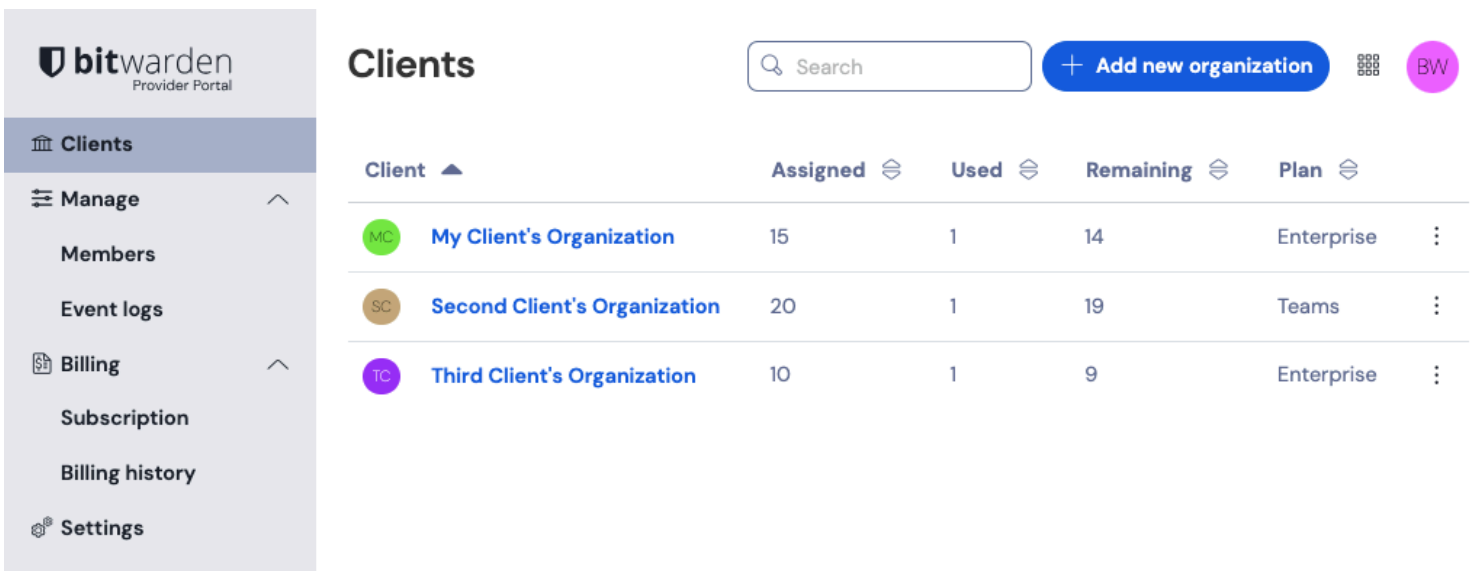 bitwarden
Provider Portal
Clients
Manage
Members
Event logs
Billing
Subscription
Billing history
Settings
Clients
Search
+ Add new organization
BW
Client Assigned Used Remaining Plan
MC My Client's Organization 15 1 14 Enterprise
SC Second Client's Organization 20 1 19 Teams
TC Third Client's Organization 10 1 9 Enterprise